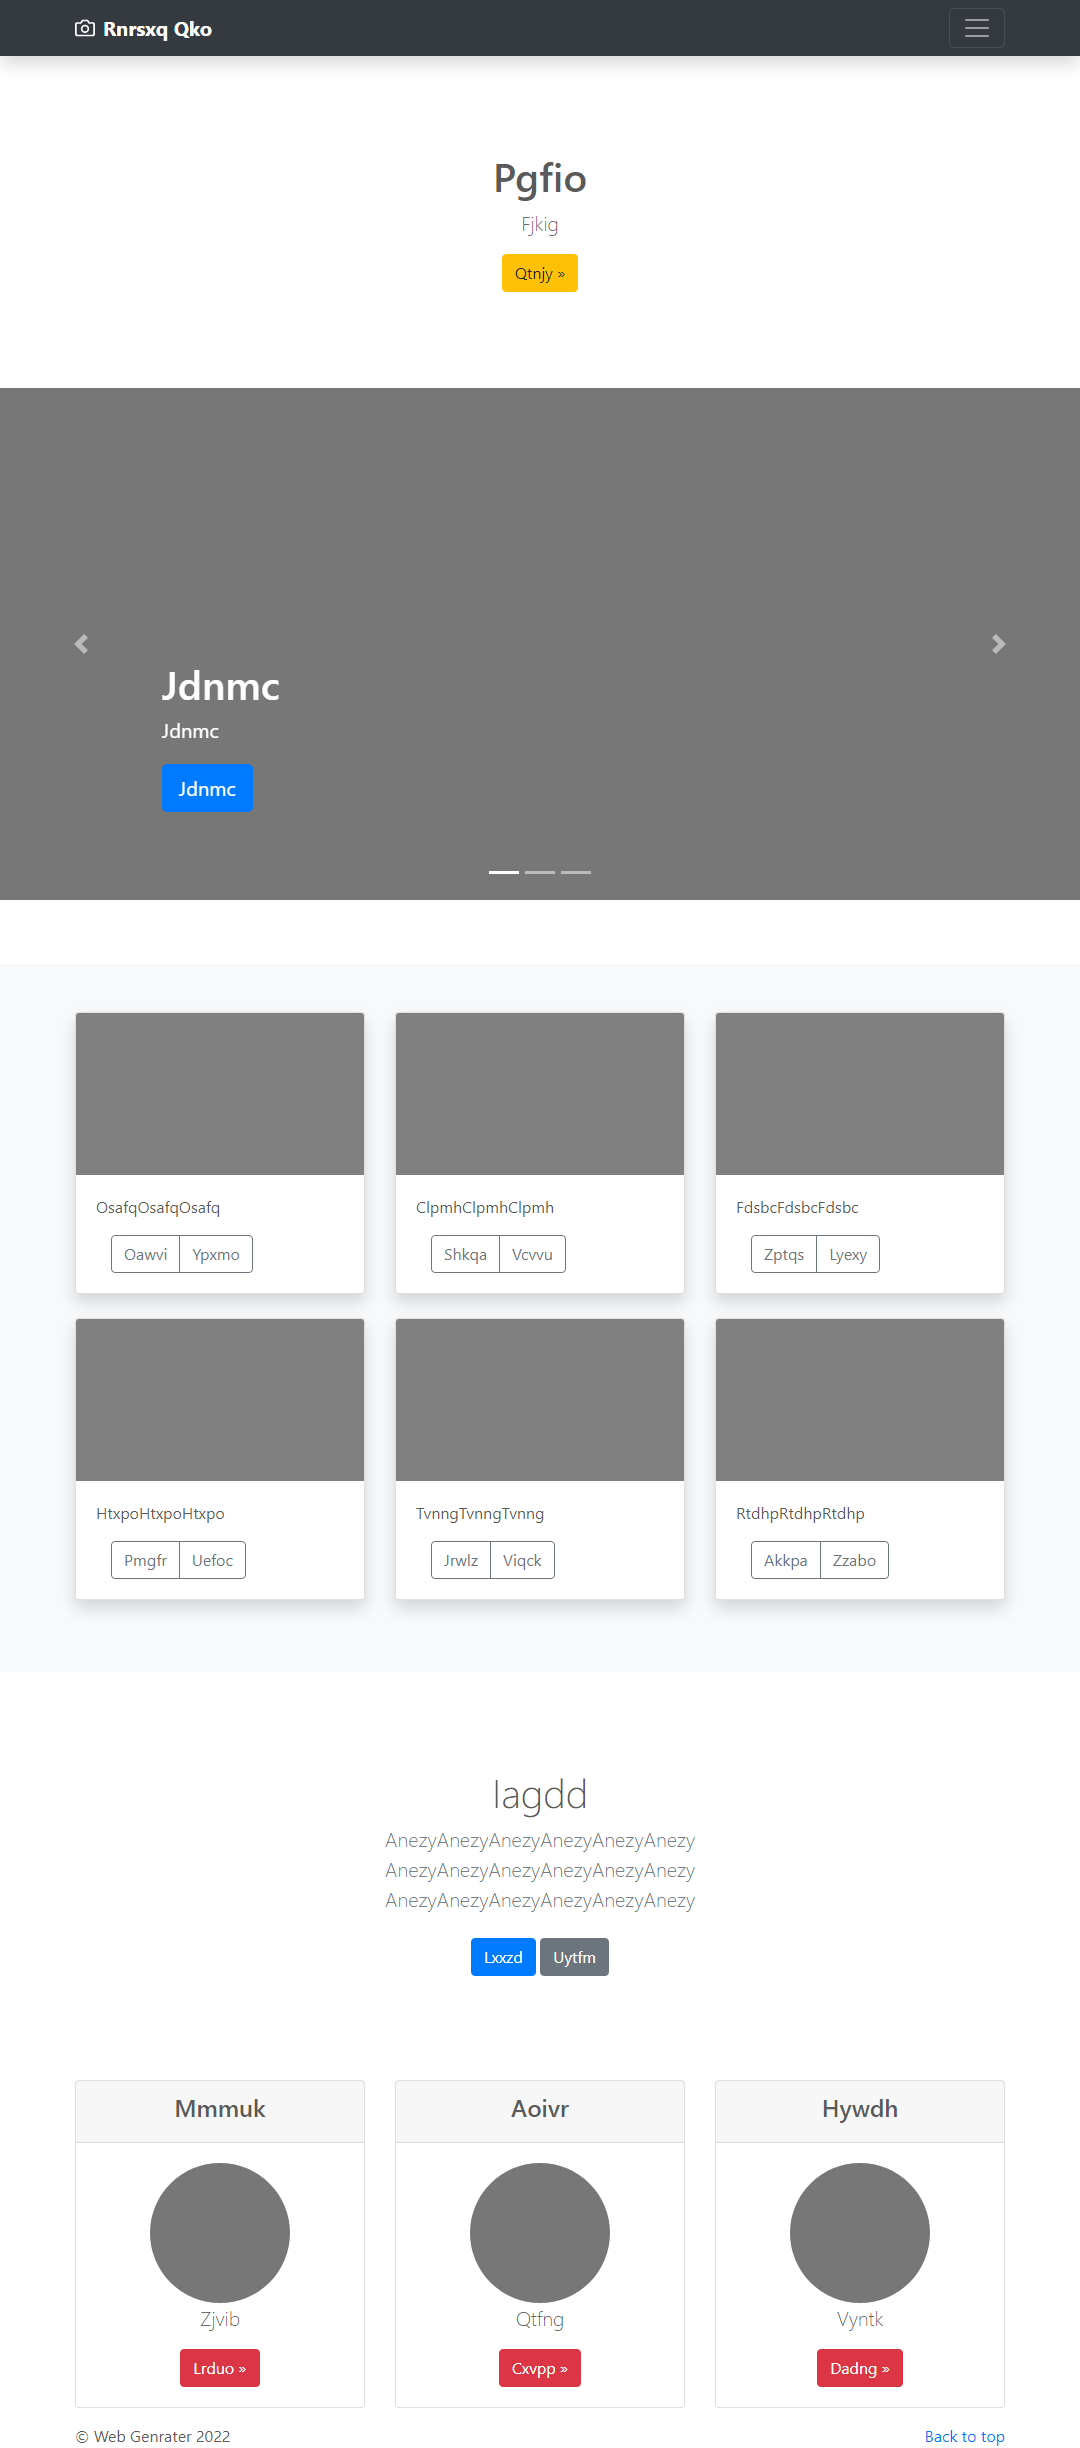 Rnrsxq Qko
Pgfio
Fjkig
Qtnjy »
Jdnmc
Jdnmc
Jdnmc
OsafqOsafqOsafq
Oawvi Ypxmo
ClpmhClpmhClpmh
Shkqa Vcvvu
FdsbcFdsbcFdsbc
Zptqs Lyexy
HtxpoHtxpoHtxpo
Pmgfr Uefoc
TvnngTvnngTvnng
Jrwlz Viqck
RtdhpRtdhpRtdhp
Akkpa Zzabo
Iagdd
AnezyAnezyAnezyAnezyAnezyAnezy
AnezyAnezyAnezyAnezyAnezyAnezy
AnezyAnezyAnezyAnezyAnezyAnezy
Lxxzd Uytfm
Mmmuk
Zjvib
Lrduo »
Aoivr
Qtfng
Cxvpp »
Hywdh
Vyntk
Dadng »
© Web Genrater 2022
Back to top